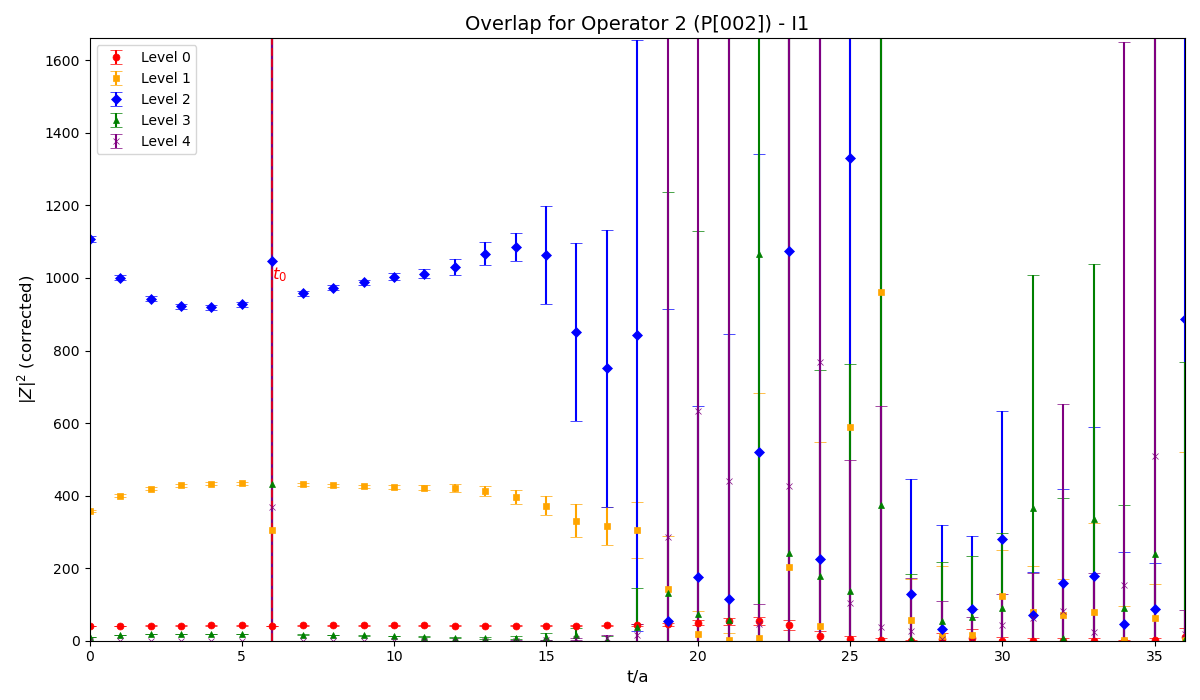 Overlap for Operator 2 (P[002]) - I1
|Z|² (corrected)
1600
1400
1200
1000
800
600
400
200
0
Level 0
Level 1
Level 2
Level 3
Level 4
t₀
0
5
10
15
20
25
30
35
t/a